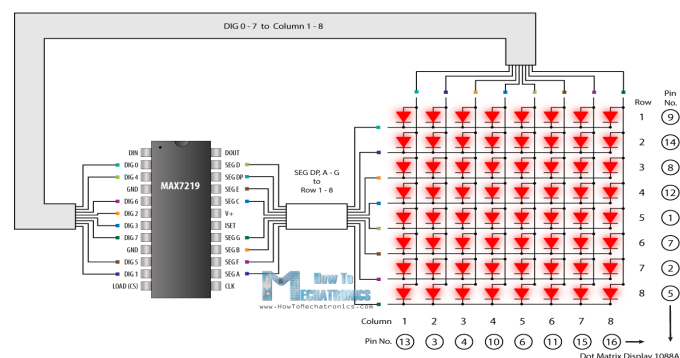 DIG 0 - 7 to Column 1 - 8
Pin No.
Row
1 9
2 14
3 8
4 12
5 1
6 7
7 2
8 5
DIN DOUT
DIG 0 SEG D
DIG 4 SEG DP
GND SEG E
DIG 6 SEG C
DIG 2 V+
DIG 3 ISET
DIG 7 SEG G
GND SEG B
DIG 5 SEG F
DIG 1 SEG A
LOAD (CS) CLK
MAX7219
SEG DP, A - G
to
Row 1 - 8
How To
MECHATRONICS
www.HowToMechatronics.com
Column 1 2 3 4 5 6 7 8
Pin No. 13 3 4 10 6 11 15 16
Dot Matrix Display 1088AS